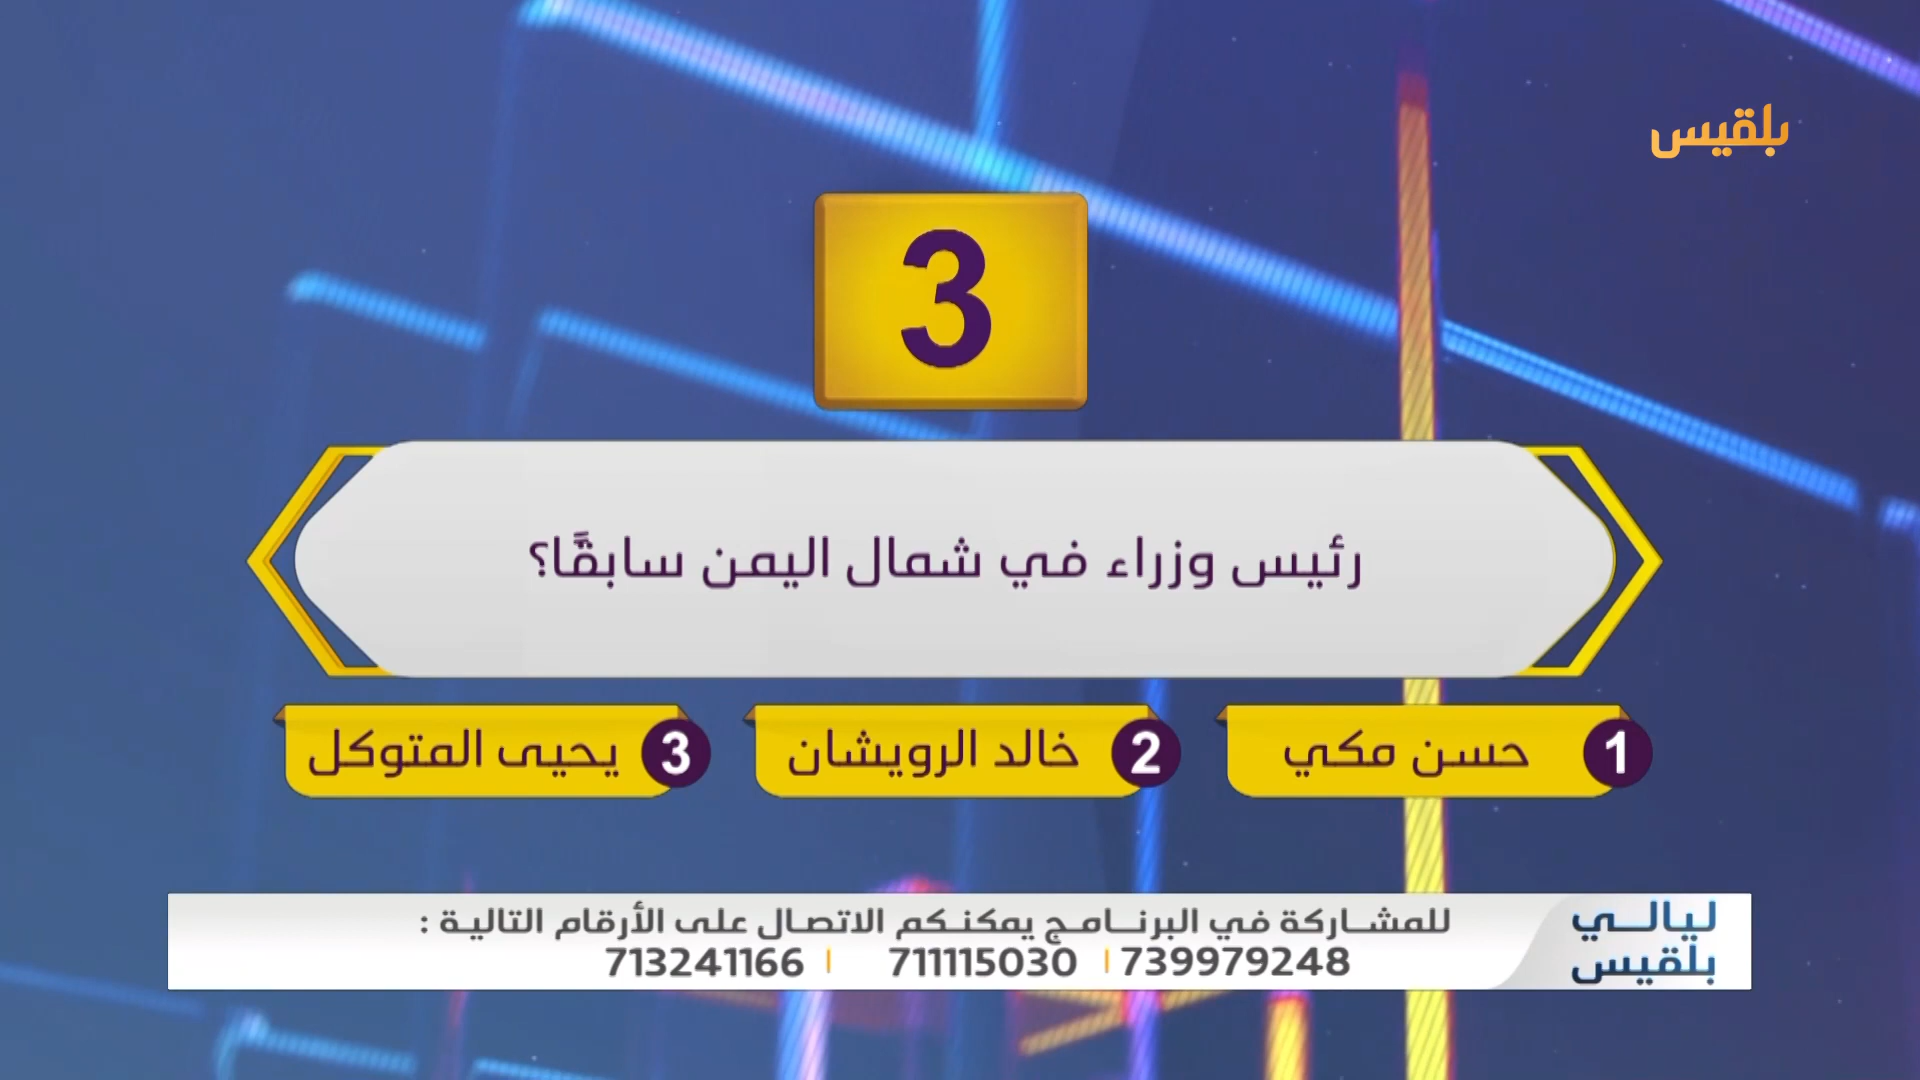 بلقيس
3
رئيس وزراء في شمال اليمن سابقًا؟
1 حسن مكي
2 خالد الرويشان
3 يحيى المتوكل
ليالي بلقيس
للمشاركة في البرنامج يمكنكم الاتصال على الأرقام التالية :
739979248 | 711115030 | 713241166